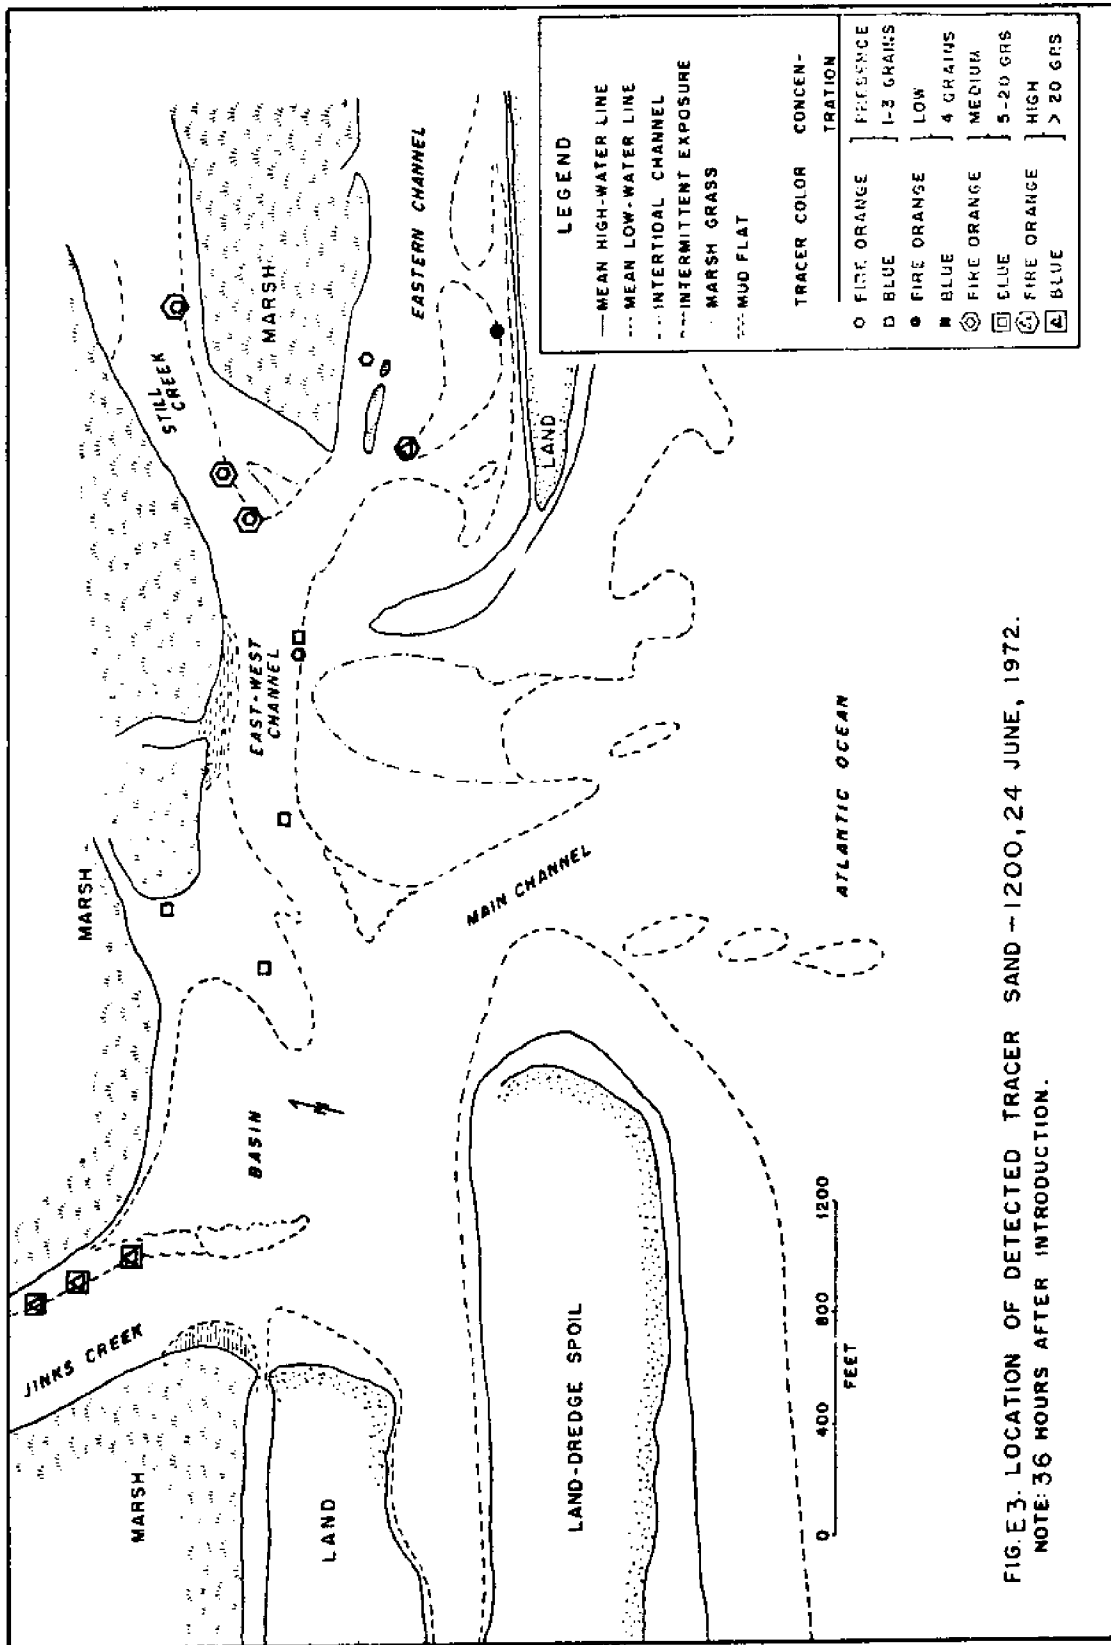 MARSH
JINKS CREEK
MARSH
LAND
BASIN
N
MARSH
EAST-WEST
CHANNEL
STILL
CREEK
MARSH
EASTERN CHANNEL
LAND
MAIN CHANNEL
ATLANTIC OCEAN
LAND-DREDGE SPOIL
0 400 800 1200
FEET
LEGEND
MEAN HIGH-WATER LINE
MEAN LOW-WATER LINE
INTERTIDAL CHANNEL
INTERMITTENT EXPOSURE
MARSH GRASS
MUD FLAT
TRACER COLOR CONCEN-
TRATION
FIRE ORANGE PRESENCE
BLUE 1-3 GRAINS
FIRE ORANGE LOW
BLUE 4 GRAINS
FIRE ORANGE MEDIUM
BLUE 5-20 GRS
FIRE ORANGE HIGH
BLUE > 20 GRS
FIG. E3. LOCATION OF DETECTED TRACER SAND-1200, 24 JUNE, 1972.
NOTE: 36 HOURS AFTER INTRODUCTION.